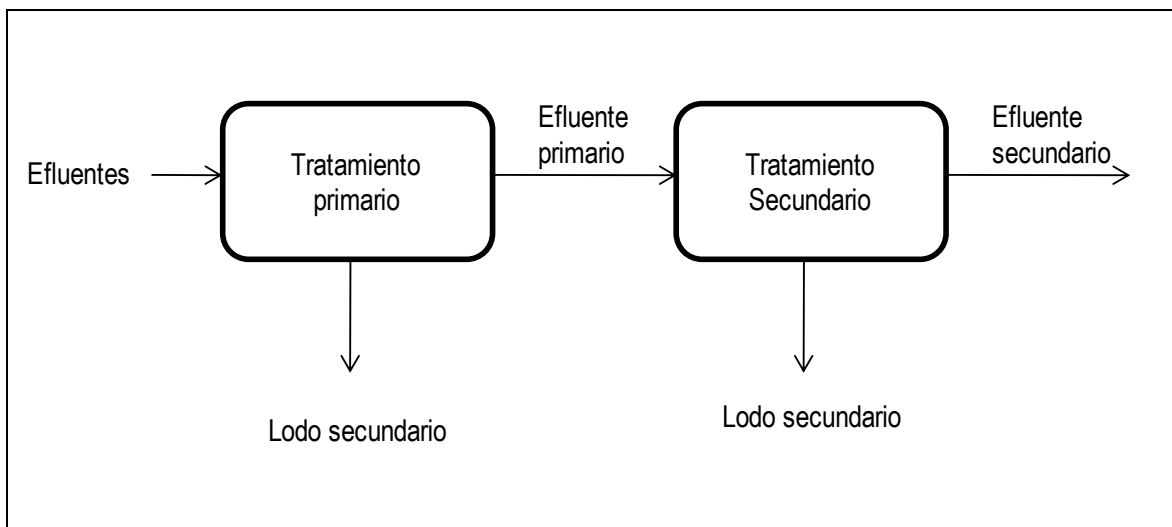 Efluentes
Tratamiento
primario
Efluente
primario
Tratamiento
Secundario
Efluente
secundario
Lodo secundario
Lodo secundario